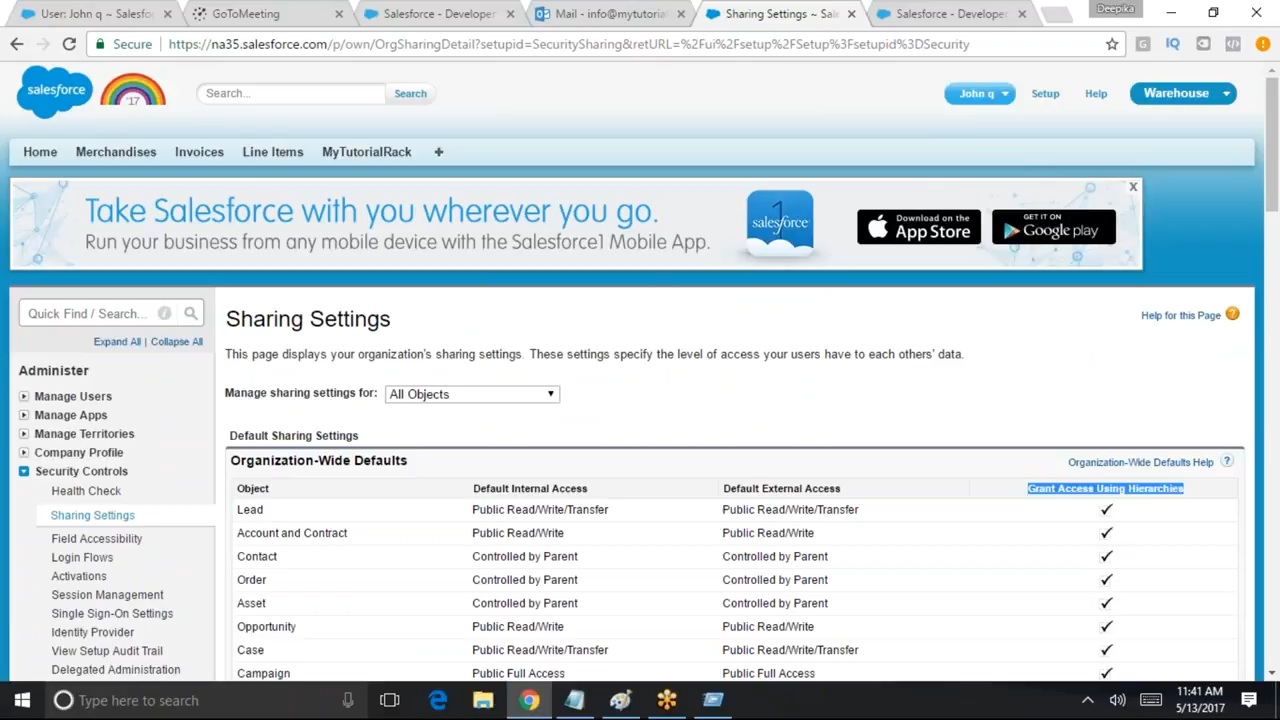 User: John q ~ Salesfo
GoToMeeting
Salesforce - Developer
Mail - info@mytutorial
Sharing Settings ~ Sal
Salesforce - Developer
Deepika
Secure https://na35.salesforce.com/p/own/OrgSharingDetail?setupid=SecuritySharing&retURL=%2Fui%2Fsetup%2FSetup%3Fsetupid%3DSecurity
salesforce
'17
Search...
Search
John q
Setup
Help
Warehouse
Home Merchandises Invoices Line Items MyTutorialRack +
Take Salesforce with you wherever you go.
Run your business from any mobile device with the Salesforce1 Mobile App.
1
salesforce
Download on the
App Store
GET IT ON
Google play
X
Quick Find / Search...
Expand All | Collapse All
Administer
Manage Users
Manage Apps
Manage Territories
Company Profile
Security Controls
Health Check
Sharing Settings
Field Accessibility
Login Flows
Activations
Session Management
Single Sign-On Settings
Identity Provider
View Setup Audit Trail
Delegated Administration
Sharing Settings
Help for this Page ?
This page displays your organization's sharing settings. These settings specify the level of access your users have to each others' data.
Manage sharing settings for: All Objects
Default Sharing Settings
Organization-Wide Defaults
Organization-Wide Defaults Help ?
Object Default Internal Access Default External Access Grant Access Using Hierarchies
Lead Public Read/Write/Transfer Public Read/Write/Transfer ✓
Account and Contract Public Read/Write Public Read/Write ✓
Contact Controlled by Parent Controlled by Parent ✓
Order Controlled by Parent Controlled by Parent ✓
Asset Controlled by Parent Controlled by Parent ✓
Opportunity Public Read/Write Public Read/Write ✓
Case Public Read/Write/Transfer Public Read/Write/Transfer ✓
Campaign Public Full Access Public Full Access ✓
Type here to search
11:41 AM
5/13/2017